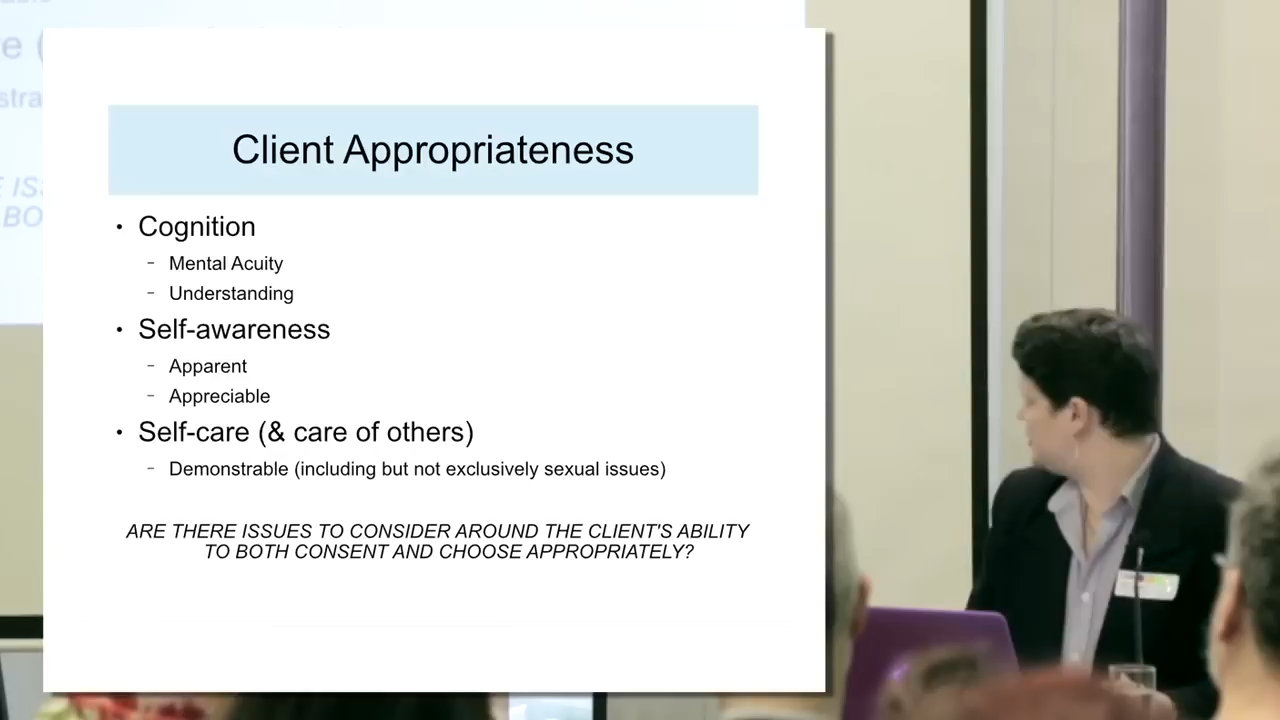 Client Appropriateness
• Cognition
– Mental Acuity
– Understanding
• Self-awareness
– Apparent
– Appreciable
• Self-care (& care of others)
– Demonstrable (including but not exclusively sexual issues)
ARE THERE ISSUES TO CONSIDER AROUND THE CLIENT'S ABILITY
TO BOTH CONSENT AND CHOOSE APPROPRIATELY?